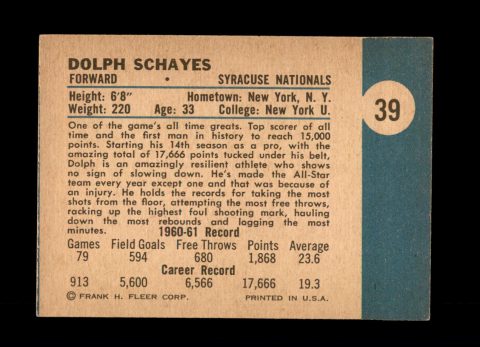 DOLPH SCHAYES
FORWARD • SYRACUSE NATIONALS
Height: 6'8" Hometown: New York, N. Y.
Weight: 220 Age: 33 College: New York U.
39
One of the game's all time greats. Top scorer of all
time and the first man in history to reach 15,000
points. Starting his 14th season as a pro, with the
amazing total of 17,666 points tucked under his belt,
Dolph is an amazingly resilient athlete who shows
no sign of slowing down. He's made the All-Star
team every year except one and that was because of
an injury. He holds the records for taking the most
shots from the floor, attempting the most free throws,
racking up the highest foul shooting mark, hauling
down the most rebounds and logging the most
minutes.
1960-61 Record
Games Field Goals Free Throws Points Average
79 594 680 1,868 23.6
Career Record
913 5,600 6,566 17,666 19.3
© FRANK H. FLEER CORP. PRINTED IN U.S.A.